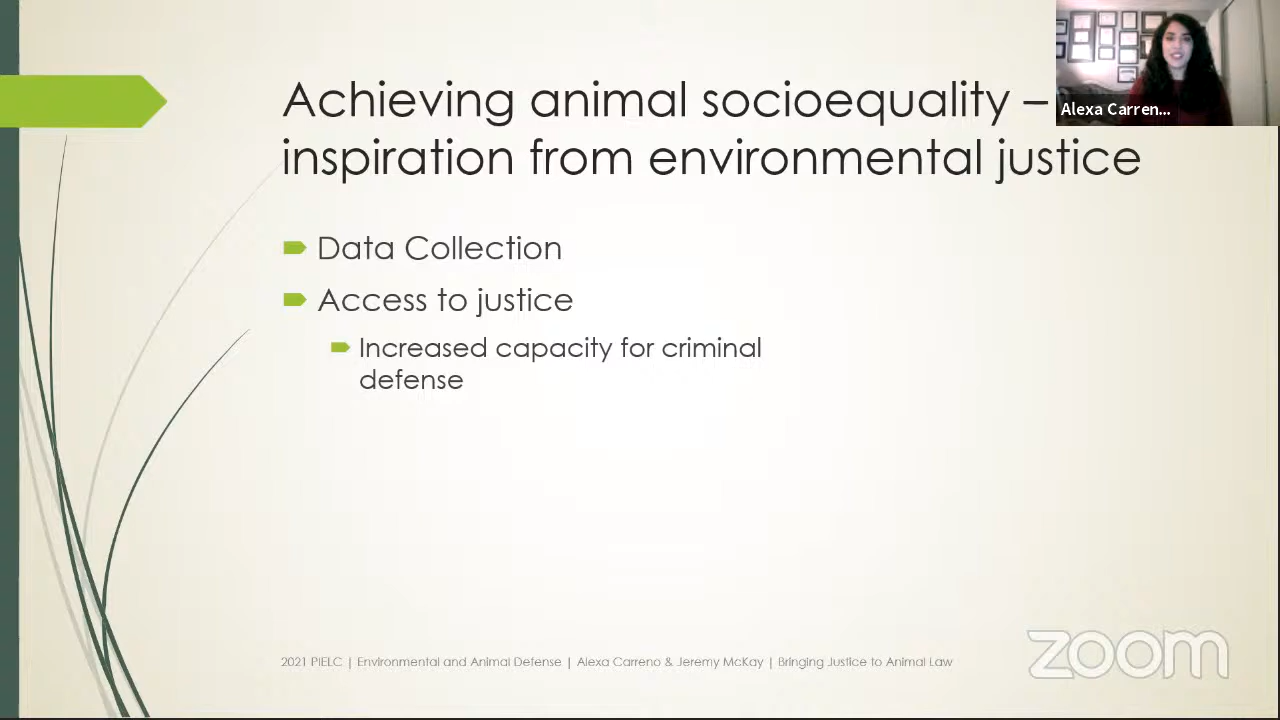 Achieving animal socioequality –
inspiration from environmental justice
Alexa Carren...
Data Collection
Access to justice
Increased capacity for criminal
defense
2021 PIELC | Environmental and Animal Defense | Alexa Carreno & Jeremy McKay | Bringing Justice to Animal Law
zoom